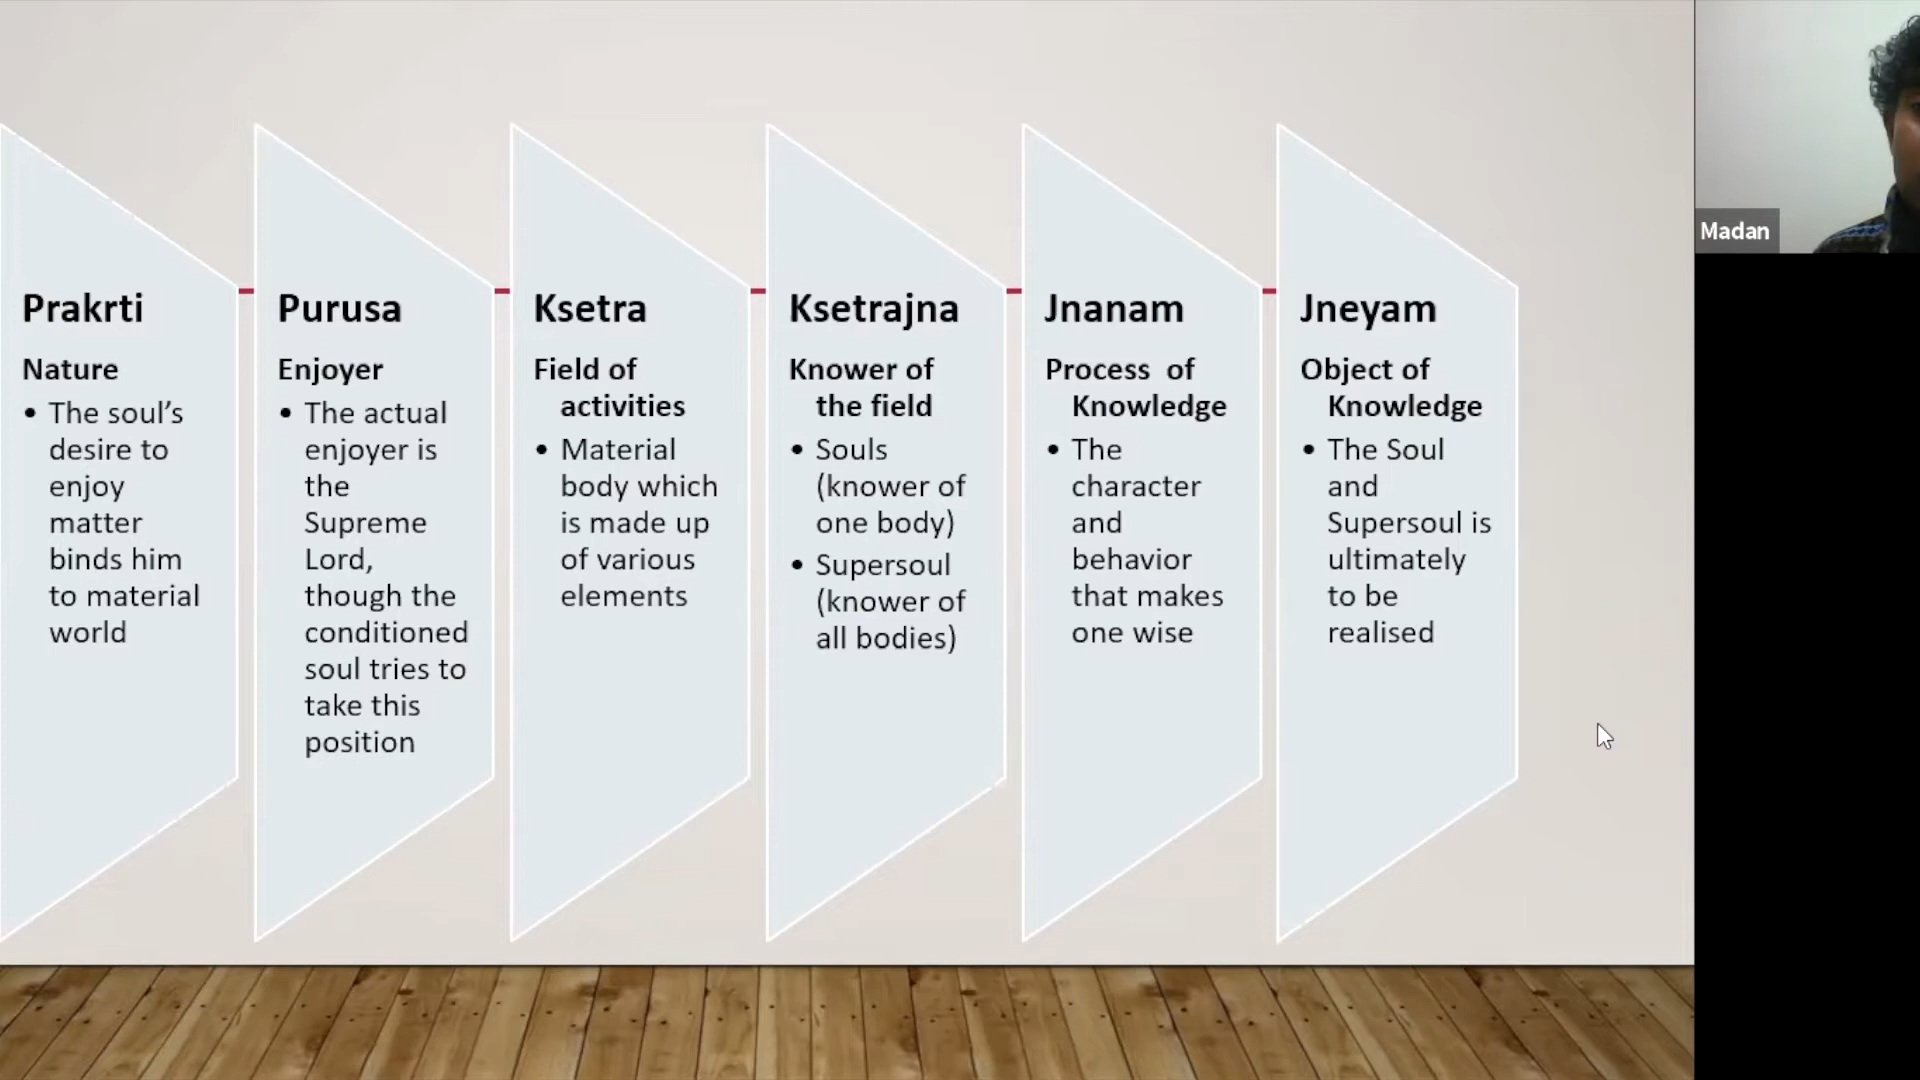 Prakrti
Nature
• The soul’s
desire to
enjoy
matter
binds him
to material
world
Purusa
Enjoyer
• The actual
enjoyer is
the
Supreme
Lord,
though the
conditioned
soul tries to
take this
position
Ksetra
Field of
activities
• Material
body which
is made up
of various
elements
Ksetrajna
Knower of
the field
• Souls
(knower of
one body)
• Supersoul
(knower of
all bodies)
Jnanam
Process of
Knowledge
• The
character
and
behavior
that makes
one wise
Jneyam
Object of
Knowledge
• The Soul
and
Supersoul is
ultimately
to be
realised
Madan